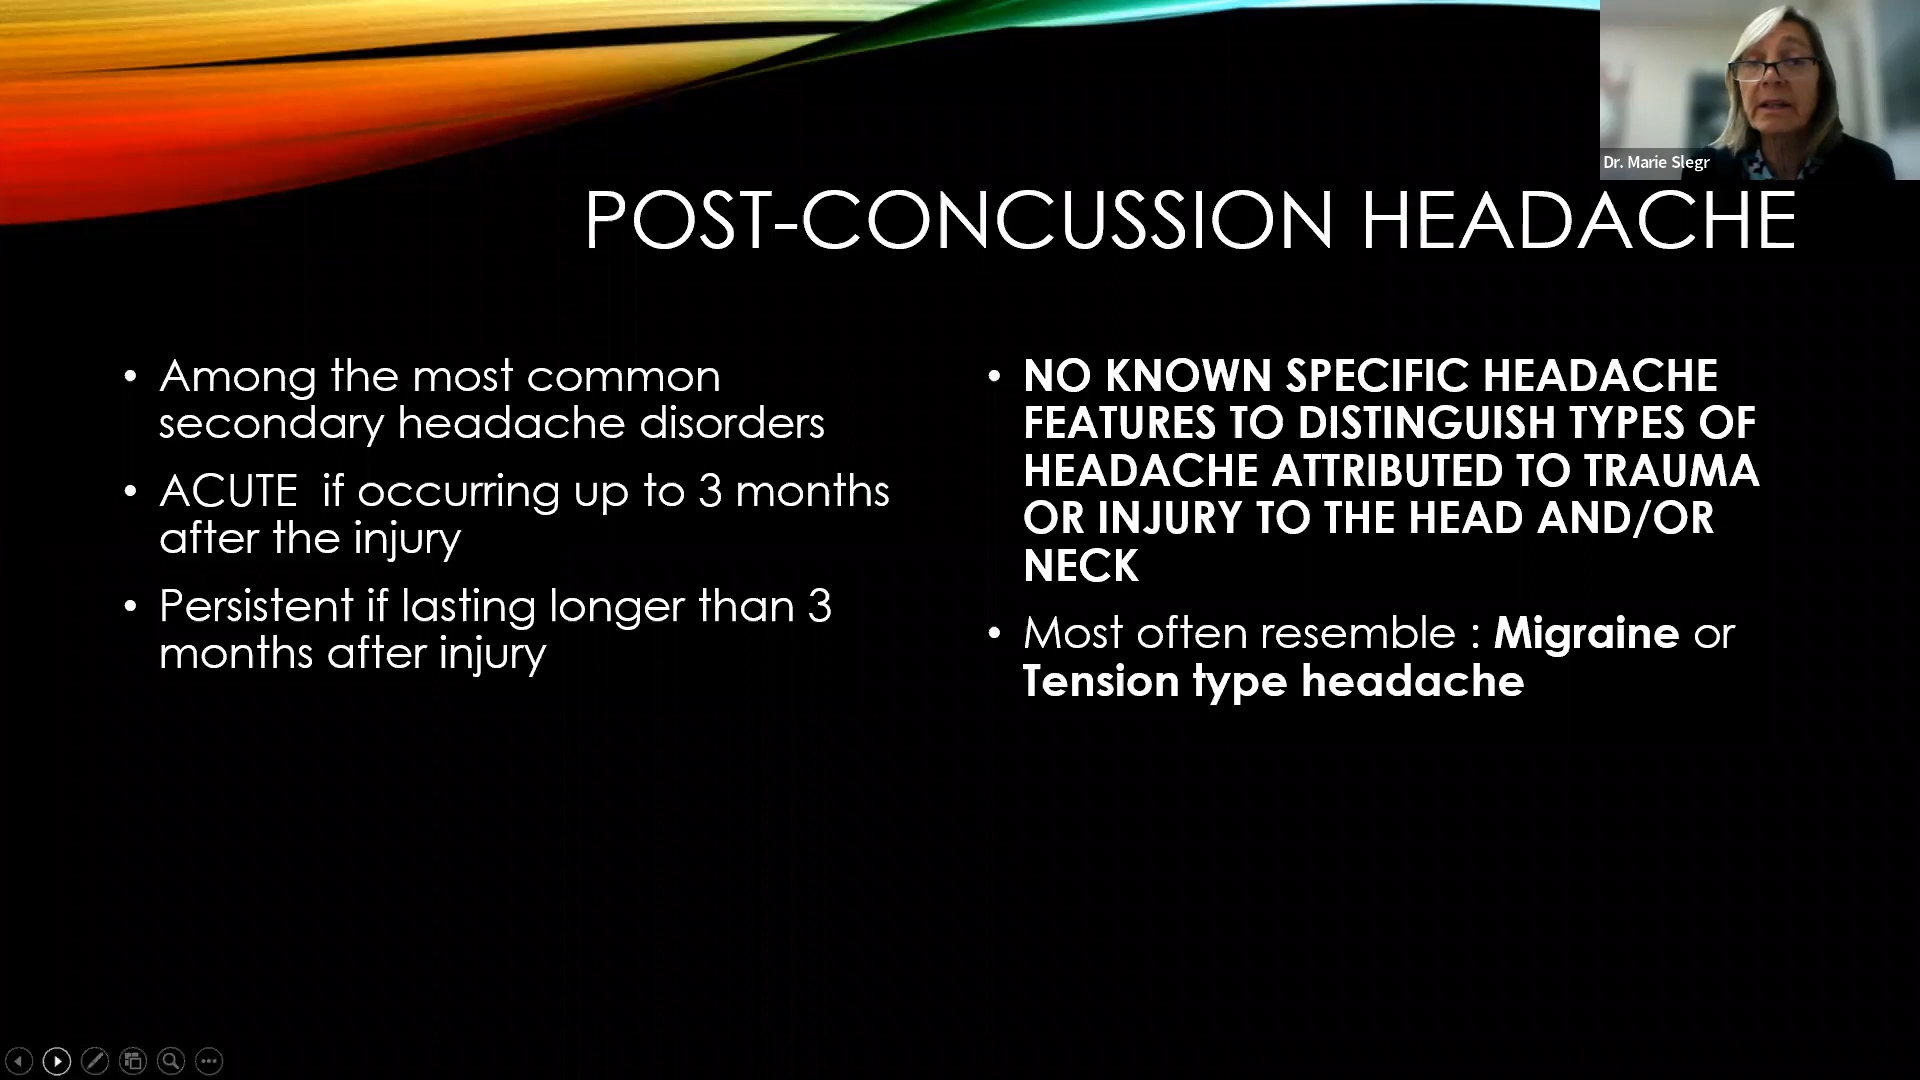 Dr. Marie Slegr
POST-CONCUSSION HEADACHE
• Among the most common
secondary headache disorders
• ACUTE  if occurring up to 3 months
after the injury
• Persistent if lasting longer than 3
months after injury
• NO KNOWN SPECIFIC HEADACHE
FEATURES TO DISTINGUISH TYPES OF
HEADACHE ATTRIBUTED TO TRAUMA
OR INJURY TO THE HEAD AND/OR
NECK
• Most often resemble : Migraine or
Tension type headache